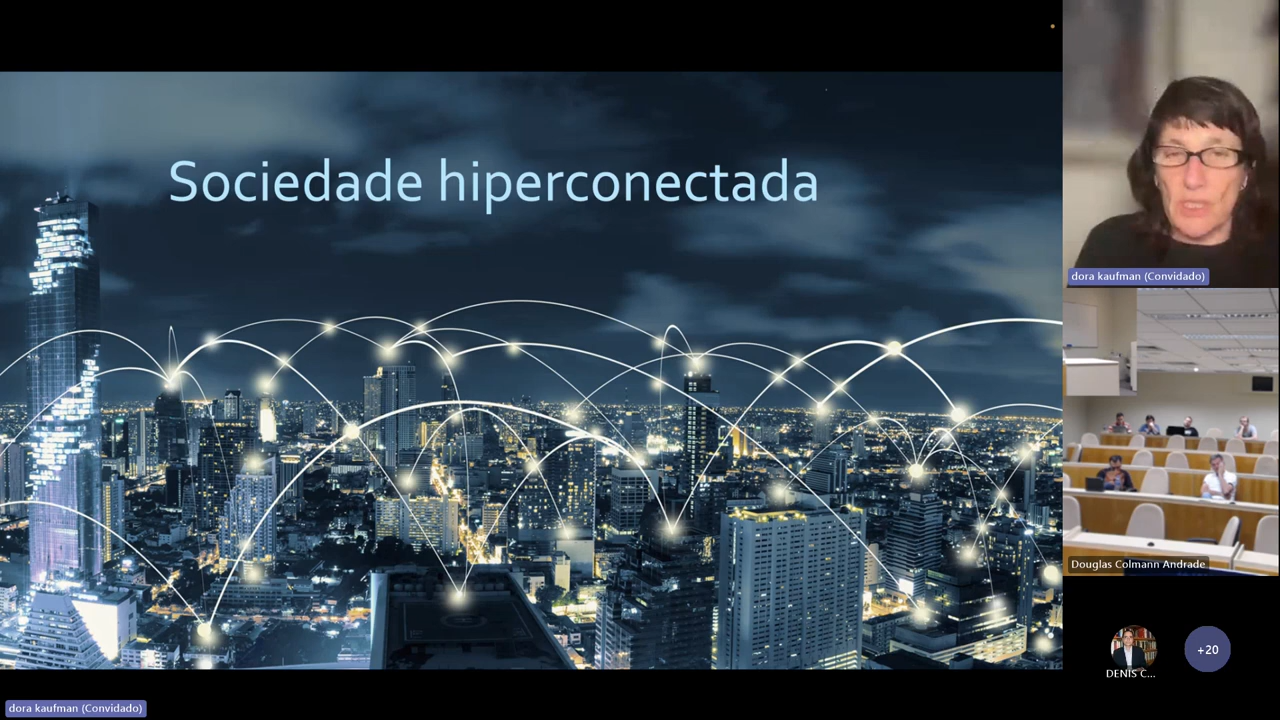 Sociedade hiperconectada
dora kaufman (Convidado)
Douglas Colmann Andrade
DENIS C...
+20
dora kaufman (Convidado)